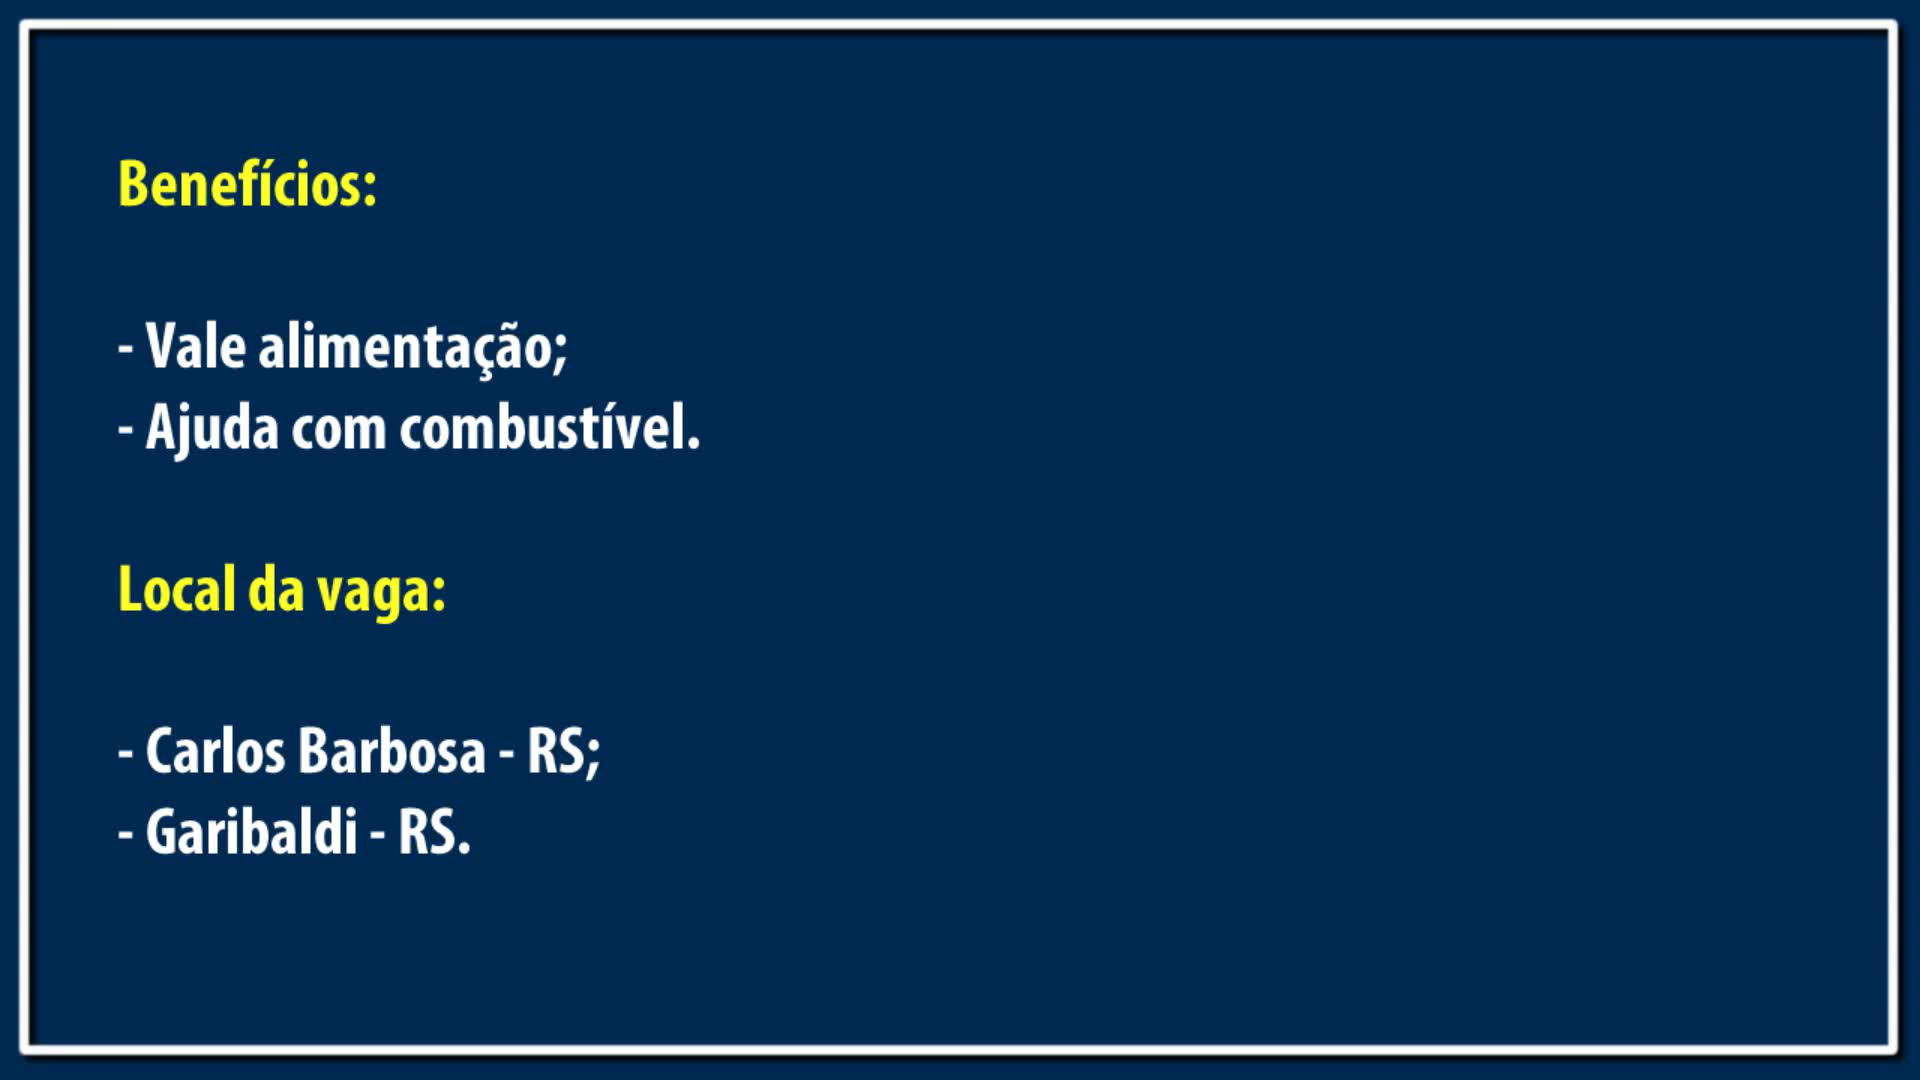 Benefícios:
- Vale alimentação;
- Ajuda com combustível.
Local da vaga:
- Carlos Barbosa - RS;
- Garibaldi - RS.